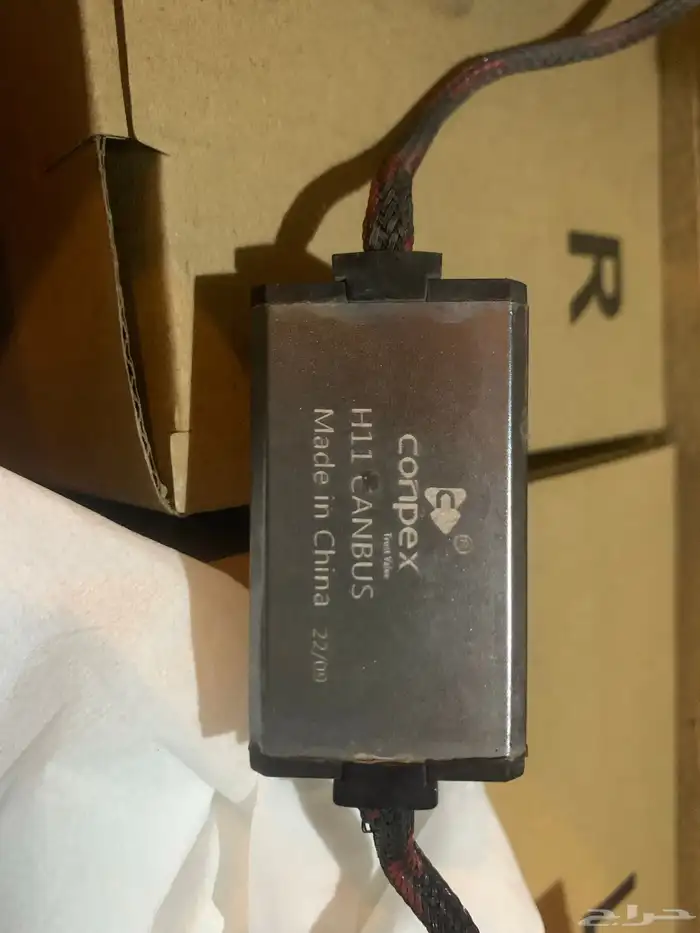 conpex
Trust Value
H11 CANBUS
Made in China 22/09
R
حراج